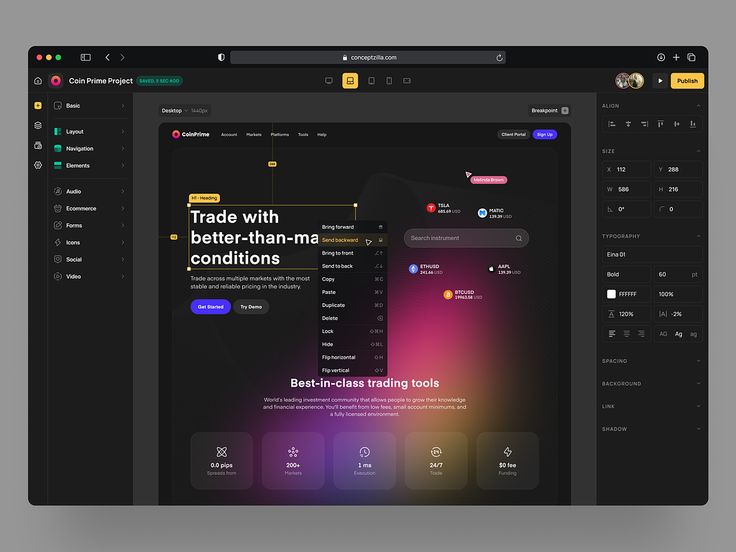 conceptzilla.com
Coin Prime Project
SAVED, 5 SEC AGO
Publish
Basic
Layout
Navigation
Elements
Audio
Ecommerce
Forms
Icons
Social
Video
Desktop 1440px
Breakpoint
CoinPrime
Account Markets Platforms Tools Help
Client Portal
Sign Up
Melinda Brown
H1 - Heading
Trade with
better-than-ma
conditions
Trade across multiple markets with the most
stable and reliable pricing in the industry.
Get Started
Try Demo
Bring forward
Send backward
Bring to front
Send to back
Copy ⌘C
Paste ⌘V
Duplicate ⌘D
Delete
Lock ⇧⌘H
Hide ⇧⌘L
Flip horizontal ⇧H
Flip vertical ⇧V
TSLA
685.69 USD
MATIC
139.39 USD
Search instrument
ETHUSD
241.66 USD
AAPL
139.39 USD
BTCUSD
19963.58 USD
Best-in-class trading tools
World's leading investment community that allows people to grow their knowledge
and financial experience. You'll benefit from low fees, small account minimums, and
a fully licensed environment.
0.0 pips
Spreads from
200+
Markets
1 ms
Execution
24/7
Trade
$0 fee
Funding
ALIGN
SIZE
X 112
Y 288
W 586
H 216
0°
0
TYPOGRAPHY
Eina 01
Bold
60 pt
FFFFFF
100%
120%
-2%
AG Ag ag
SPACING
BACKGROUND
LINK
SHADOW